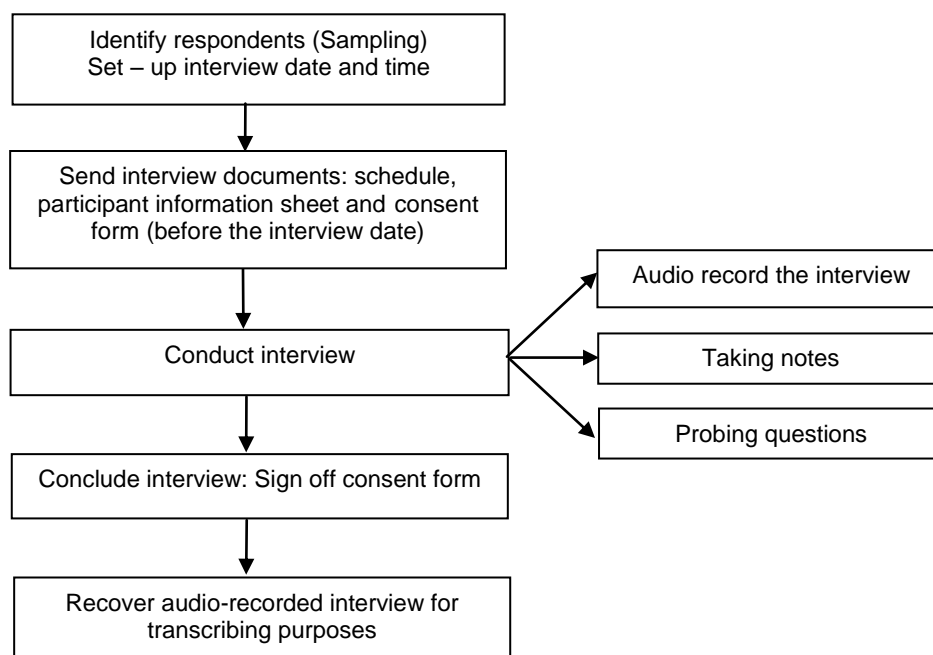 Identify respondents (Sampling)
Set – up interview date and time
Send interview documents: schedule,
participant information sheet and consent
form (before the interview date)
Conduct interview
Audio record the interview
Taking notes
Probing questions
Conclude interview: Sign off consent form
Recover audio-recorded interview for
transcribing purposes